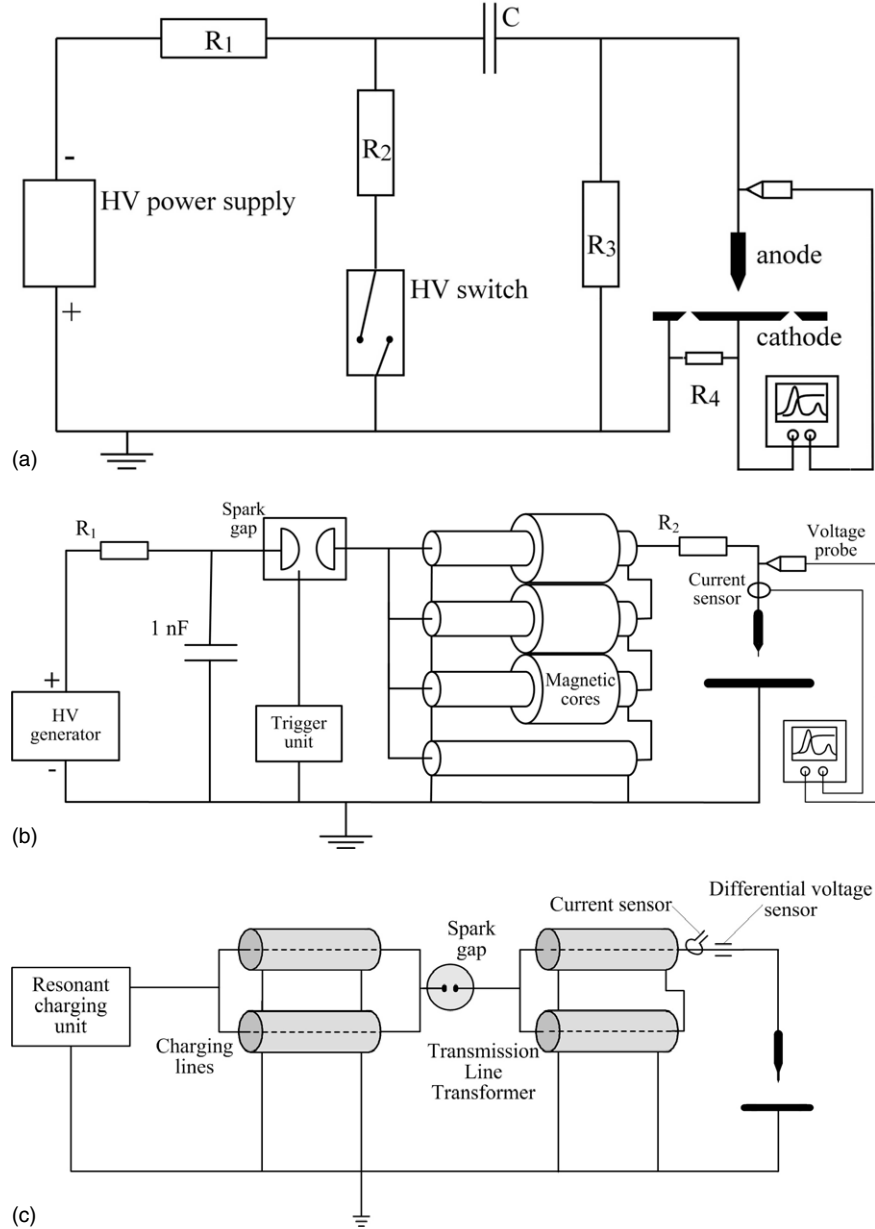 C
R1
-
R2
HV power supply
R3
HV switch
anode
+
cathode
R4
(a)
R1
Spark
gap
R2
Voltage
probe
Current
sensor
1 nF
+
HV
generator
-
Trigger
unit
Magnetic
cores
(b)
Current sensor
Differential voltage
sensor
Spark
gap
Resonant
charging
unit
Charging
lines
Transmission
Line
Transformer
(c)